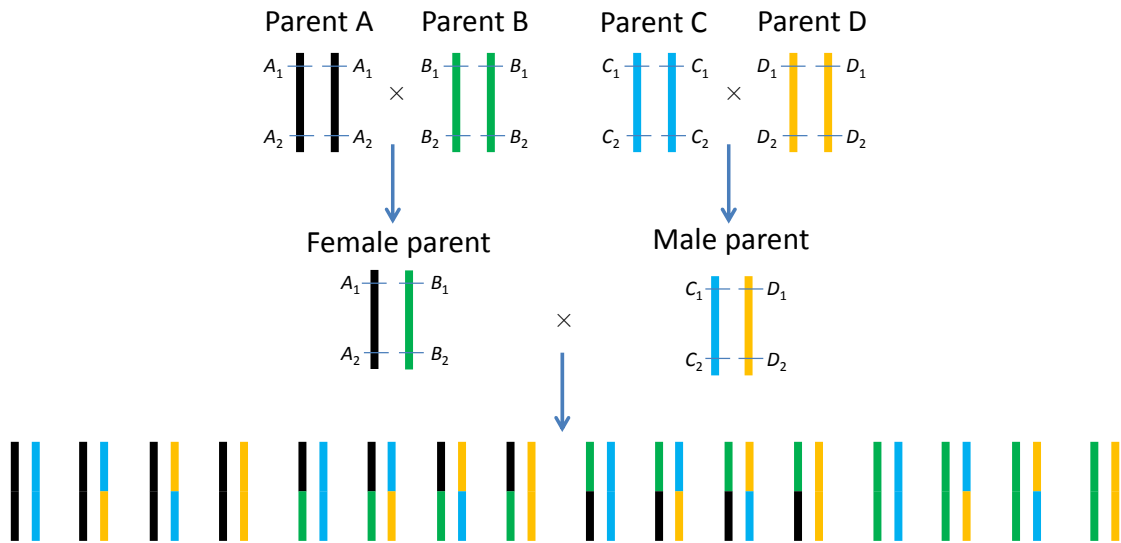 Parent A Parent B Parent C Parent D
A1 A1 B1 B1 C1 C1 D1 D1
× ×
A2 A2 B2 B2 C2 C2 D2 D2
Female parent Male parent
A1 B1 C1 D1
×
A2 B2 C2 D2